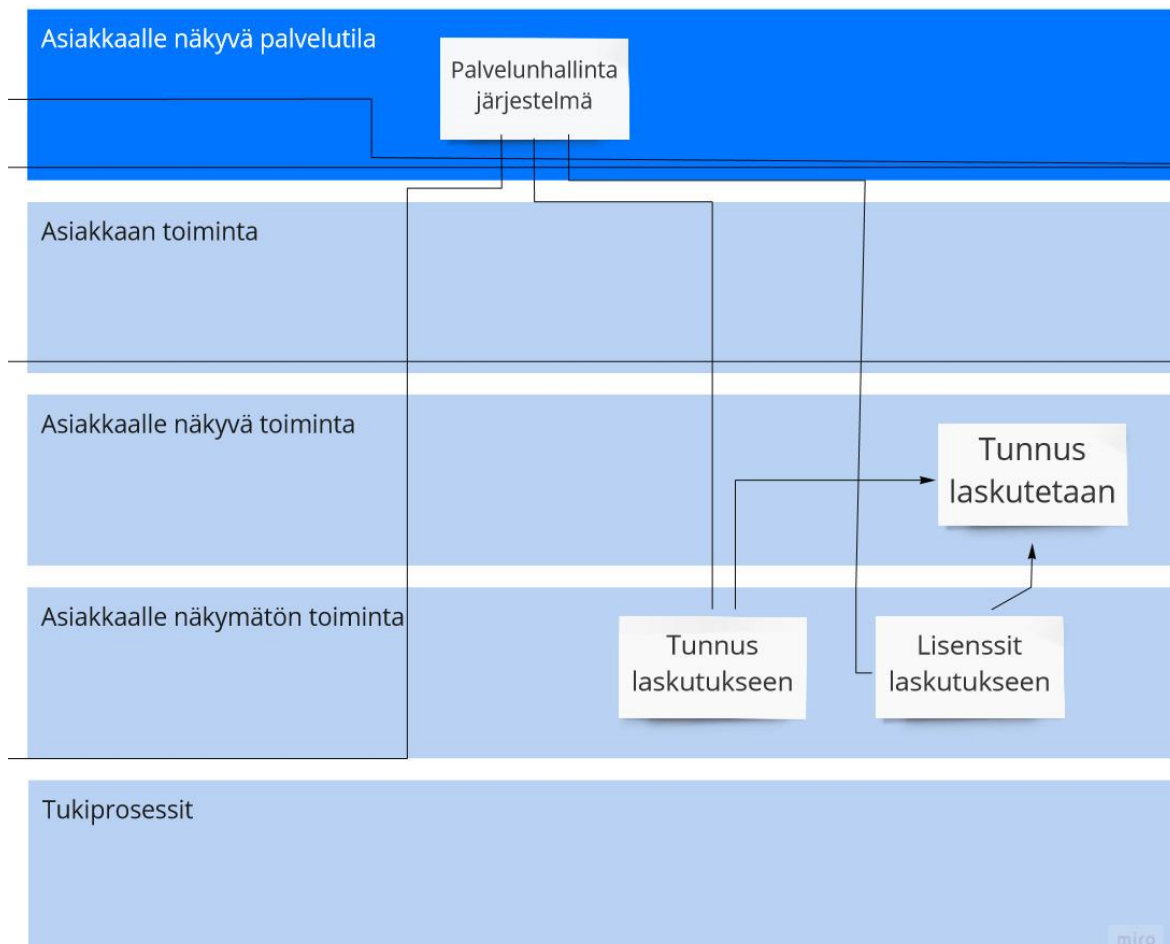 Asiakkaalle näkyvä palvelutila
Palvelunhallinta
järjestelmä
Asiakkaan toiminta
Asiakkaalle näkyvä toiminta
Tunnus
laskutetaan
Asiakkaalle näkymätön toiminta
Tunnus
laskutukseen
Lisenssit
laskutukseen
Tukiprosessit
miro